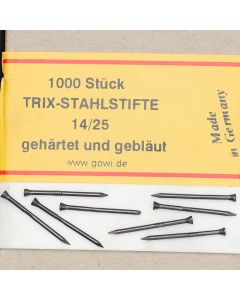 1000 Stück
TRIX-STAHLSTIFTE
14/25
gehärtet und gebläut
www.gowi.de
Made
in Germany